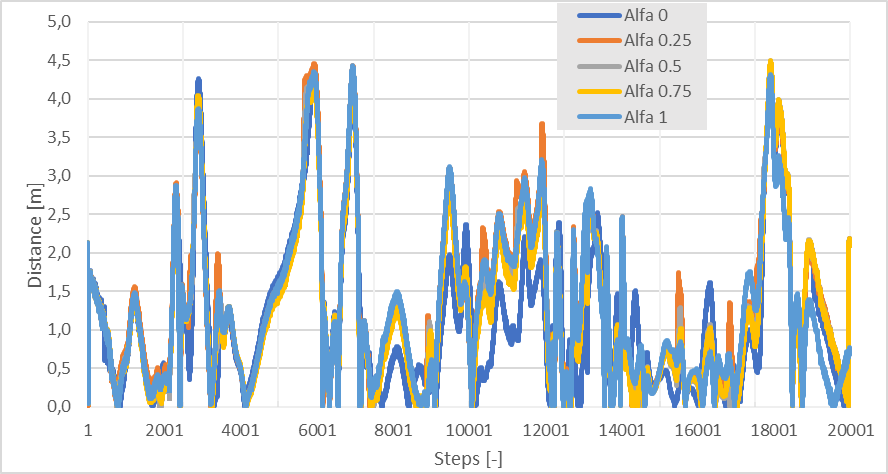 5,0
4,5
4,0
3,5
3,0
2,5
2,0
1,5
1,0
0,5
0,0
Distance [m]
Alfa 0
Alfa 0.25
Alfa 0.5
Alfa 0.75
Alfa 1
1 2001 4001 6001 8001 10001 12001 14001 16001 18001 20001
Steps [-]